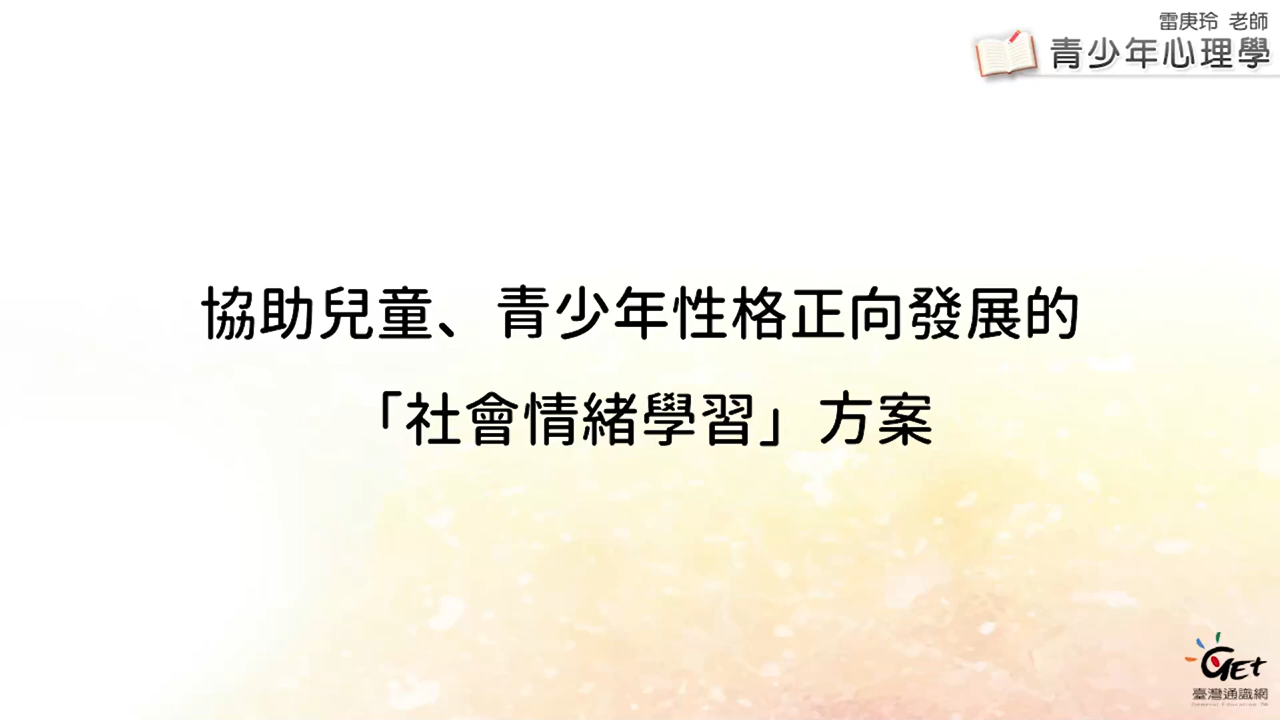 雷庚玲 老師
青少年心理學
協助兒童、青少年性格正向發展的
「社會情緒學習」方案
GEt
臺灣通識網